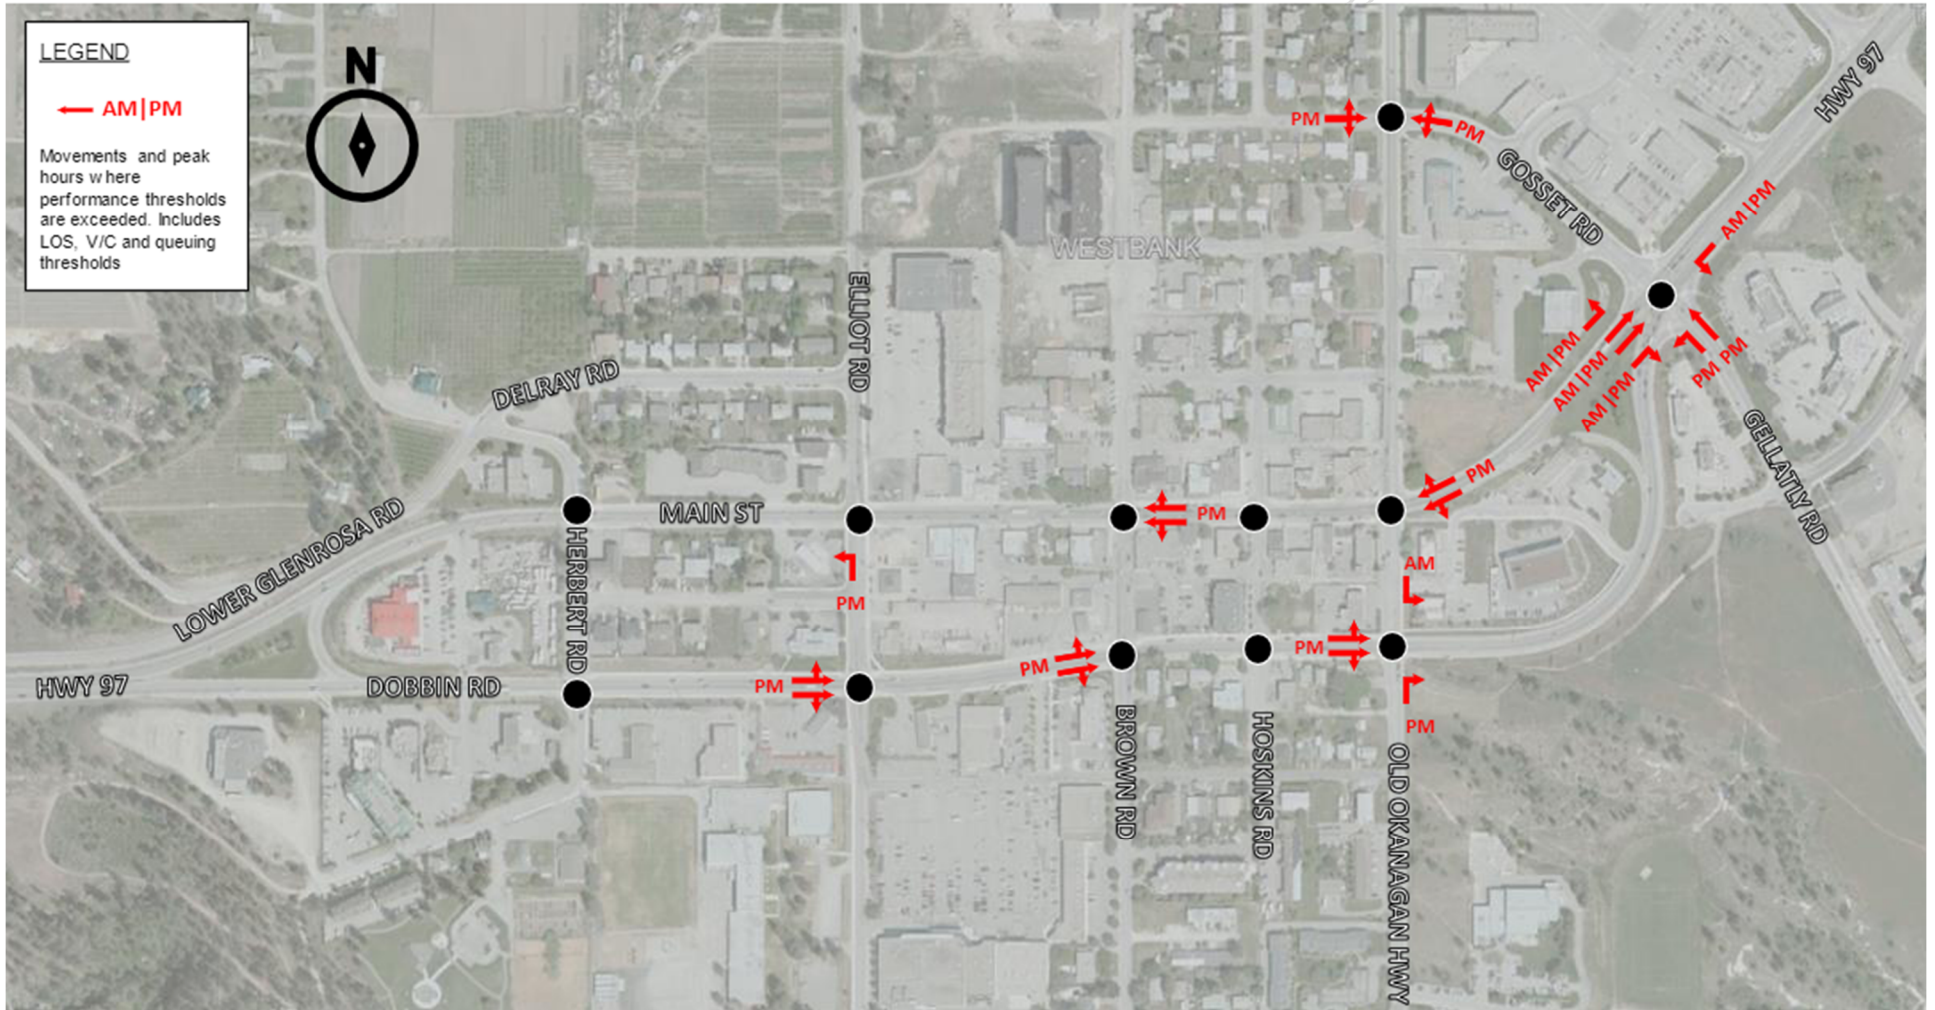 LEGEND
AM|PM
Movements and peak
hours where
performance thresholds
are exceeded. Includes
LOS, V/C and queuing
thresholds
N
HWY 97
PM
PM
GOSSET RD
AM|PM
WESTBANK
ELLIOT RD
DELRAY RD
AM|PM
AM|PM
AM|PM
PM
PM
GELLATLY RD
PM
MAIN ST
PM
LOWER GLENROSA RD
HERBERT RD
PM
AM
PM
PM
HWY 97
DOBBIN RD
PM
PM
BROWN RD
HOSKINS RD
OLD OKANAGAN HWY